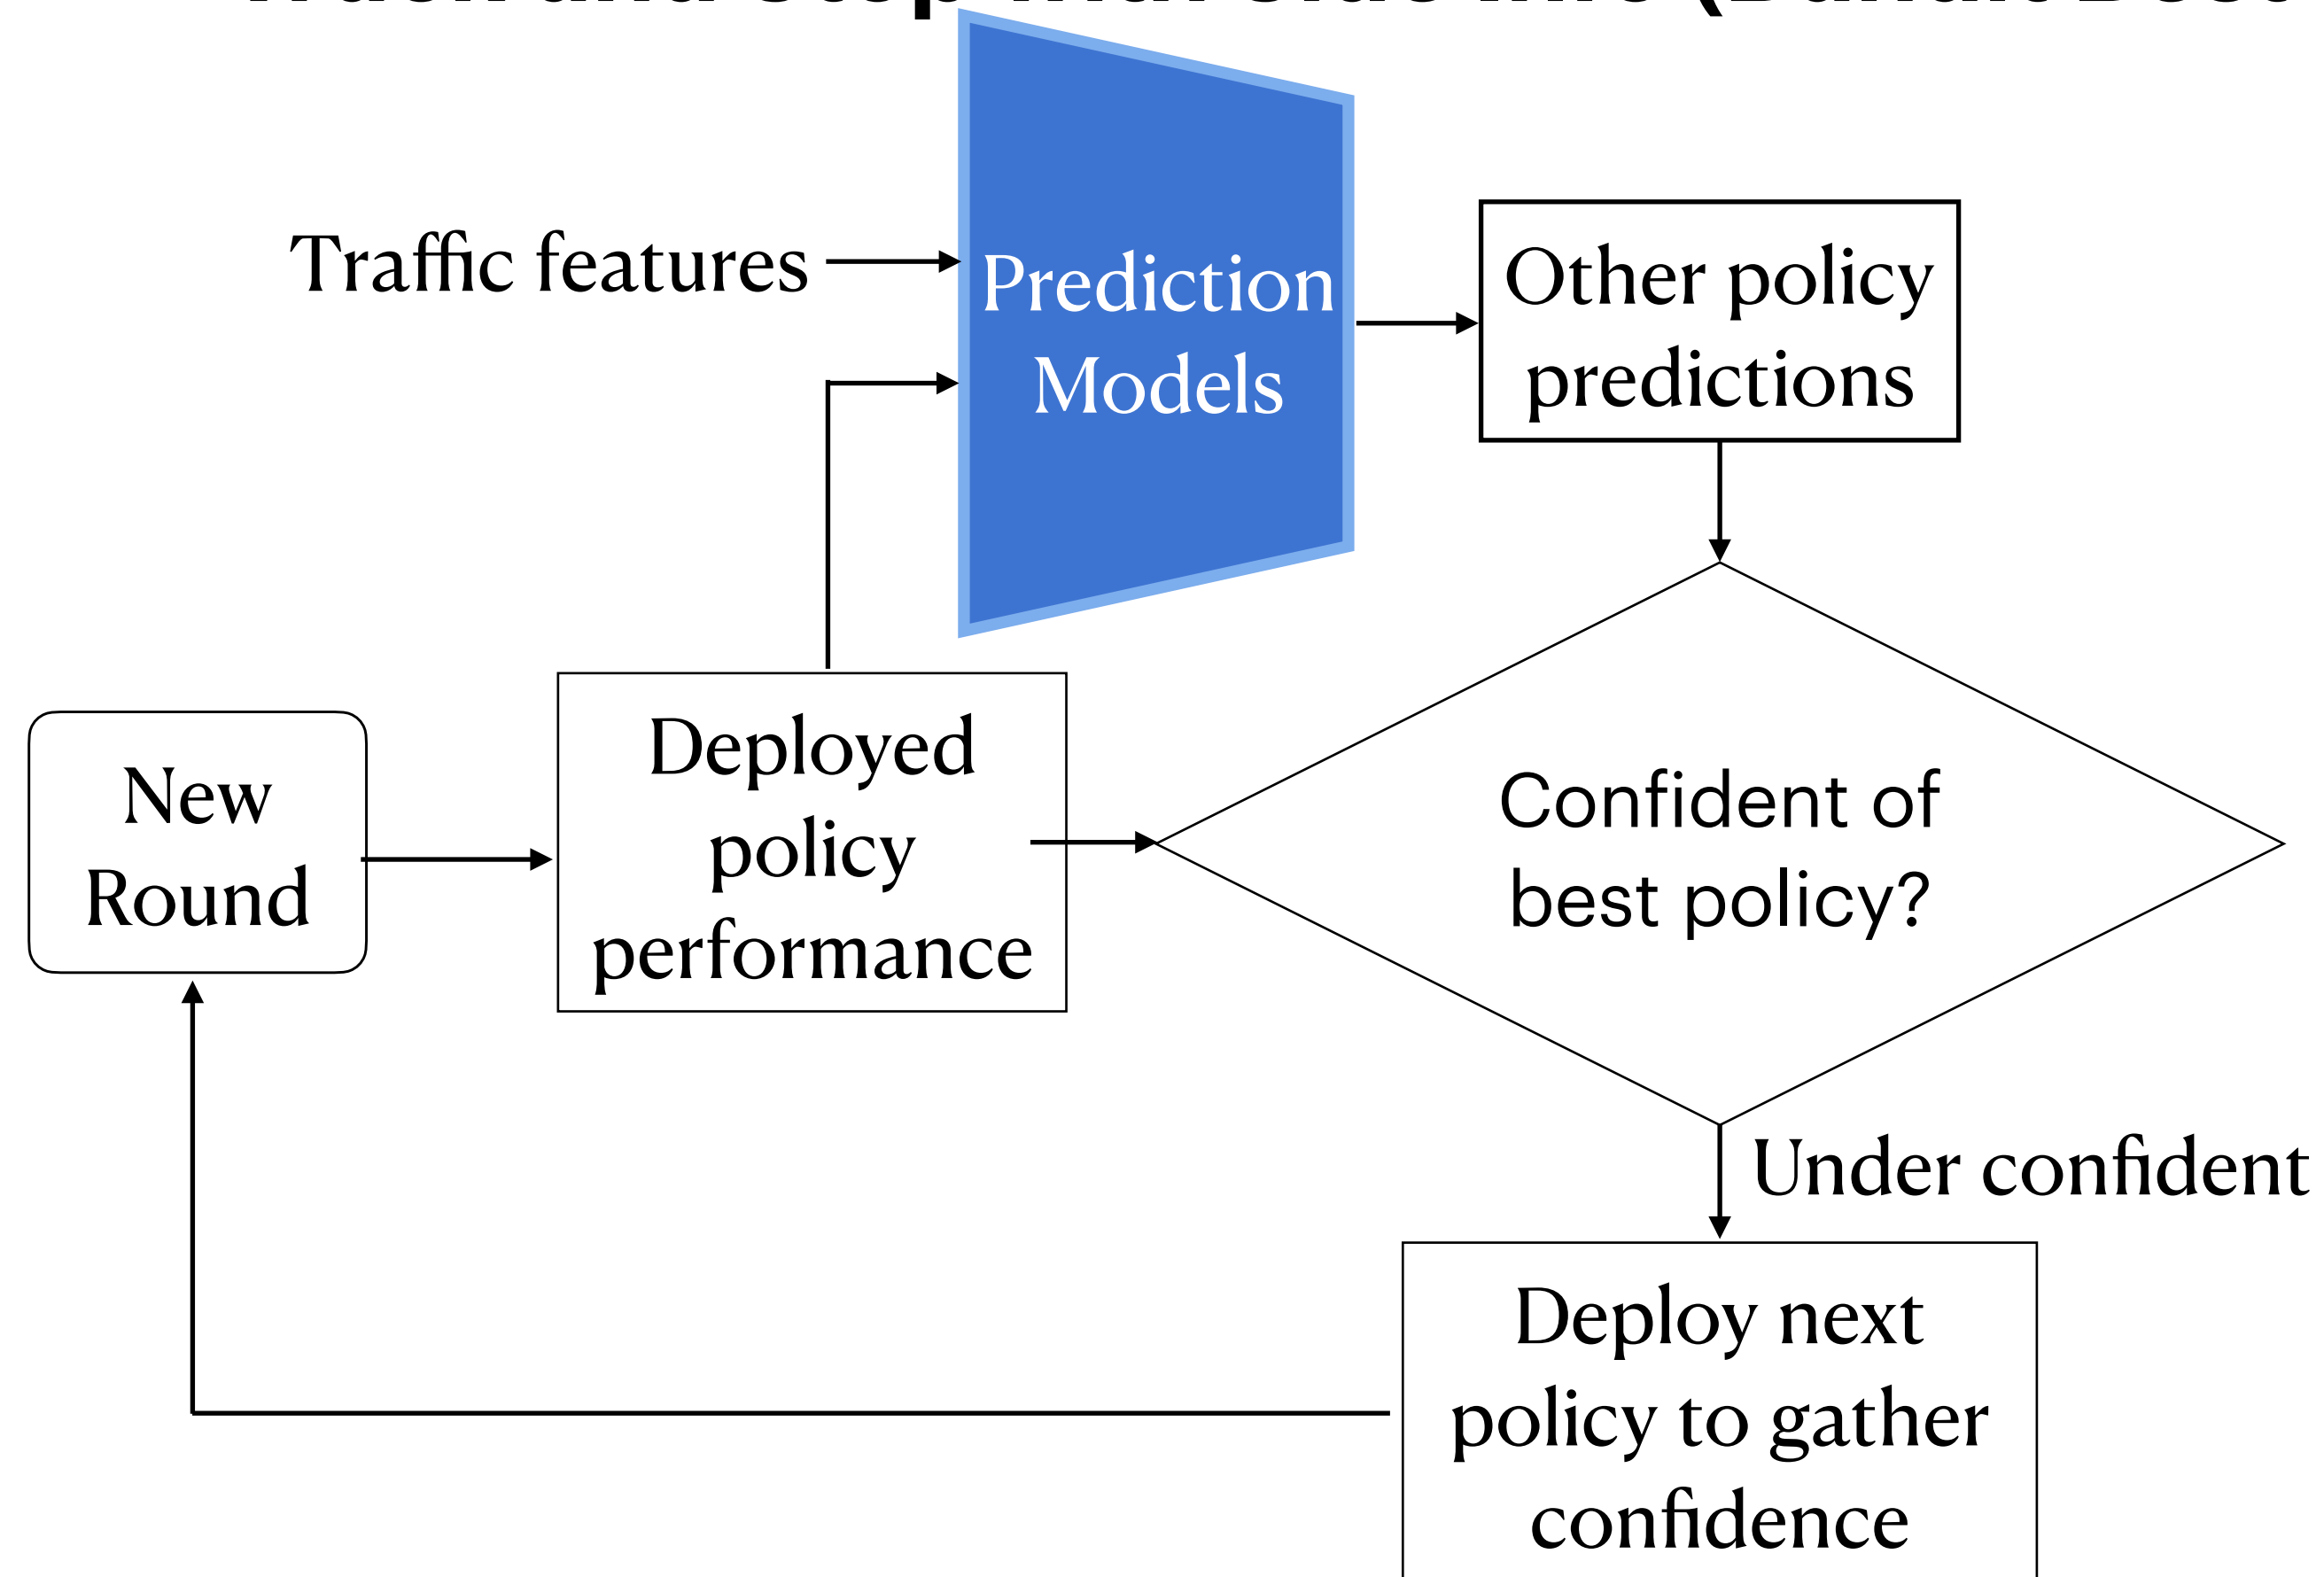 Traffic features
Prediction
Models
Other policy
predictions
New
Round
Deployed
policy
performance
Confident of
best policy?
Under confident
Deploy next
policy to gather
confidence